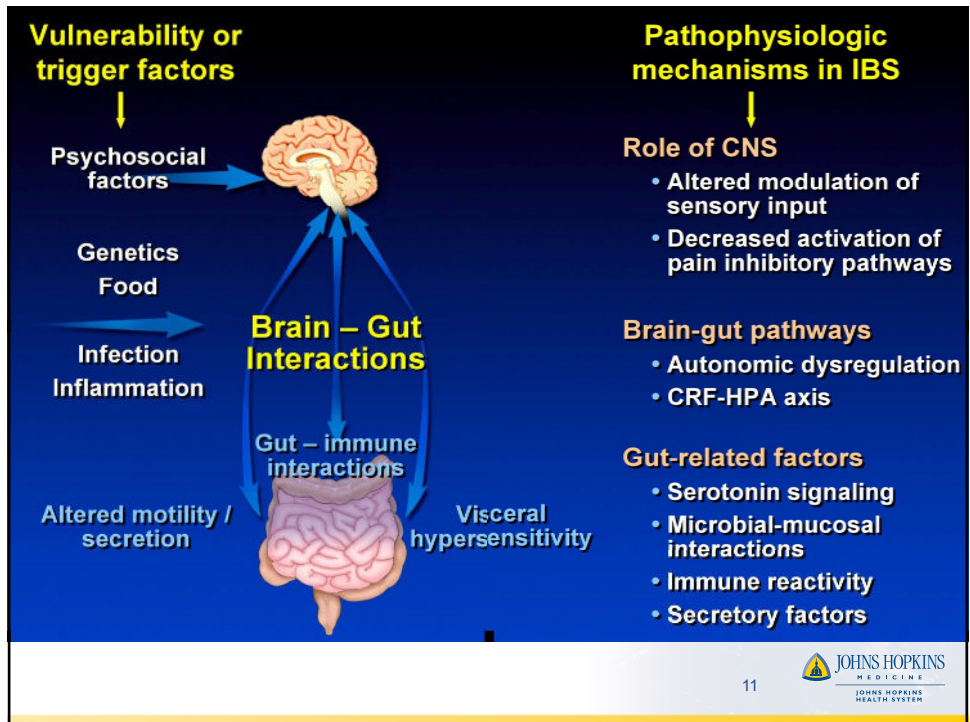 Vulnerability or
trigger factors
Psychosocial
factors
Genetics
Food
Infection
Inflammation
Brain – Gut
Interactions
Gut – immune
interactions
Altered motility /
secretion
Visceral
hypersensitivity
Pathophysiologic
mechanisms in IBS
Role of CNS
• Altered modulation of
sensory input
• Decreased activation of
pain inhibitory pathways
Brain-gut pathways
• Autonomic dysregulation
• CRF-HPA axis
Gut-related factors
• Serotonin signaling
• Microbial-mucosal
interactions
• Immune reactivity
• Secretory factors
11
JOHNS HOPKINS
MEDICINE
JOHNS HOPKINS
HEALTH SYSTEM